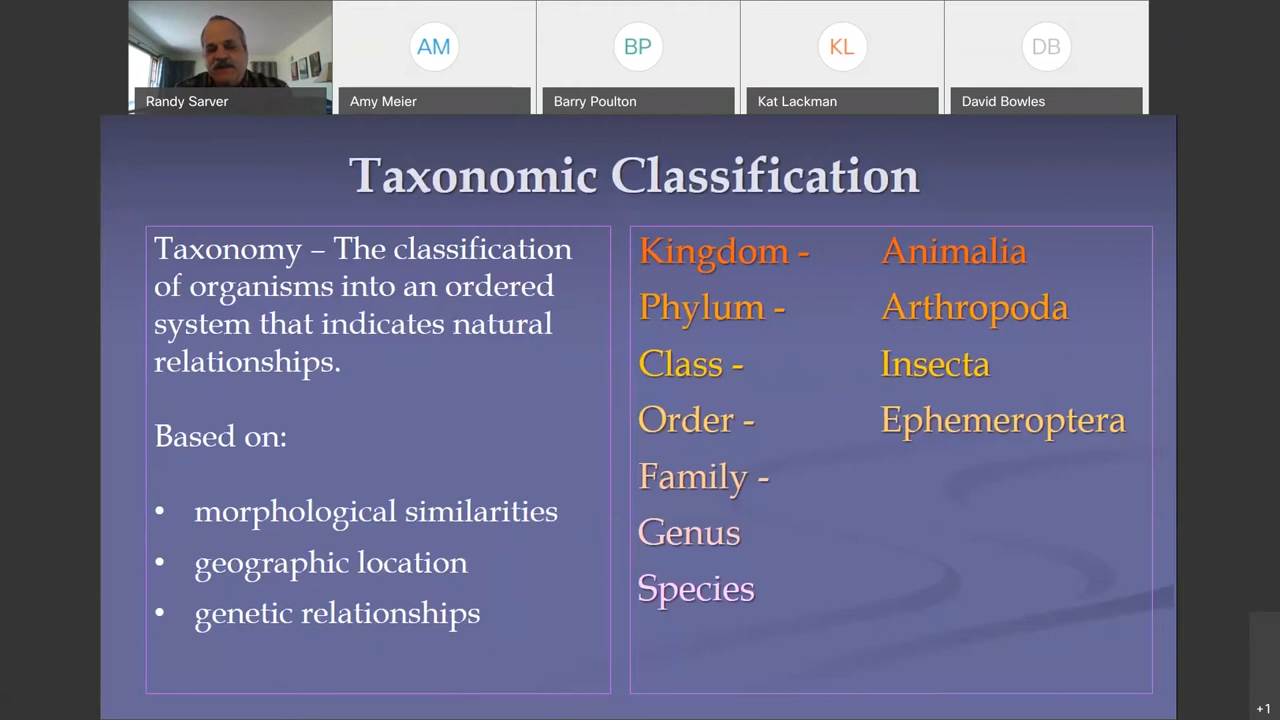 AM
BP
KL
DB
Randy Sarver
Amy Meier
Barry Poulton
Kat Lackman
David Bowles
Taxonomic Classification
Taxonomy – The classification
of organisms into an ordered
system that indicates natural
relationships.
Based on:
• morphological similarities
• geographic location
• genetic relationships
Kingdom - Animalia
Phylum - Arthropoda
Class - Insecta
Order - Ephemeroptera
Family -
Genus
Species
+1